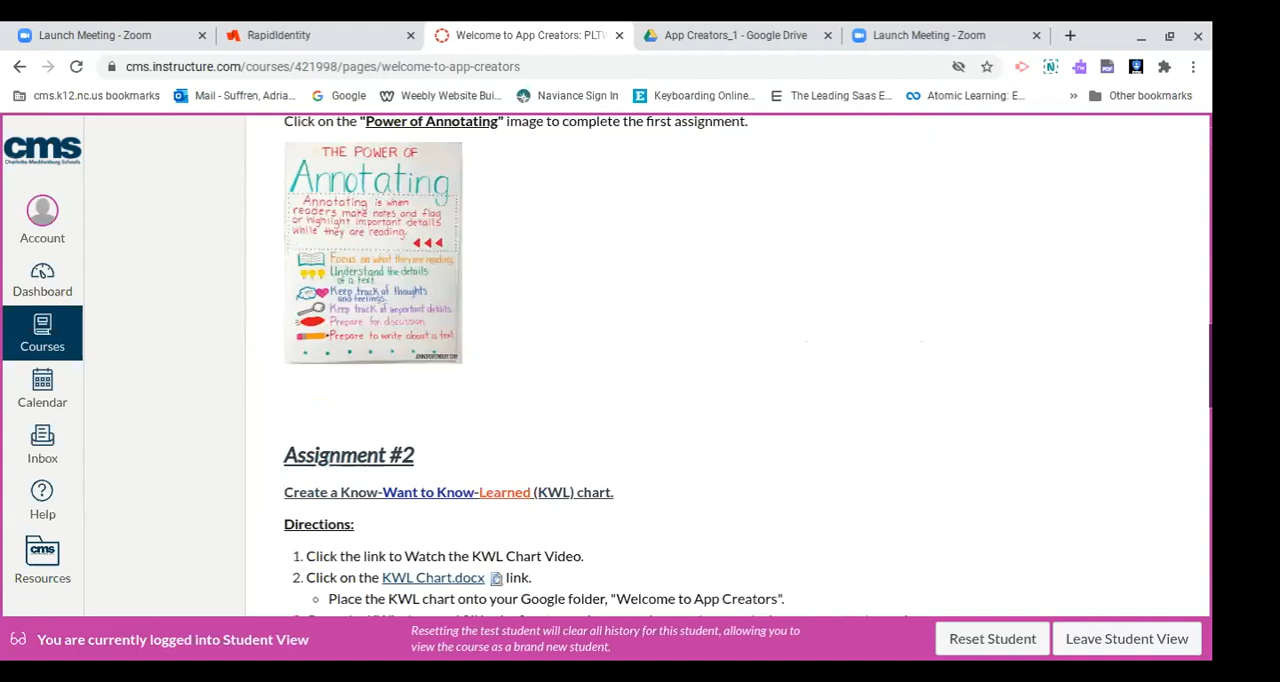 Launch Meeting - Zoom
RapidIdentity
Welcome to App Creators: PLTW
App Creators_1 - Google Drive
Launch Meeting - Zoom
cms.instructure.com/courses/421998/pages/welcome-to-app-creators
cms.k12.nc.us bookmarks
Mail - Suffren, Adria...
Google
Weebly Website Bui...
Naviance Sign In
Keyboarding Online...
The Leading SaaS E...
Atomic Learning: E...
»
Other bookmarks
cms
Charlotte-Mecklenburg Schools
Account
Dashboard
Courses
Calendar
Inbox
Help
cms
Resources
Click on the "Power of Annotating" image to complete the first assignment.
THE POWER OF
Annotating
Annotating is when
readers make notes and flag
or highlight important details
while they are reading.
Focus on what they are reading
Understand the details
of a text
Keep track of thoughts
and feelings.
Keep track of important details
Prepare for discussion
Prepare to write about a text
Assignment #2
Create a Know-Want to Know-Learned (KWL) chart.
Directions:
1. Click the link to Watch the KWL Chart Video.
2. Click on the KWL Chart.docx link.
Place the KWL chart onto your Google folder, "Welcome to App Creators".
You are currently logged into Student View
Resetting the test student will clear all history for this student, allowing you to
view the course as a brand new student.
Reset Student
Leave Student View